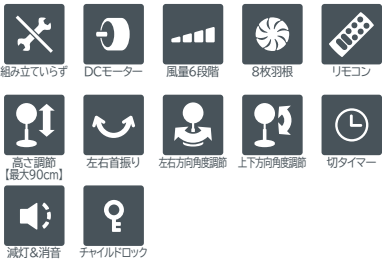 組み立ていらず
DCモーター
風量6段階
8枚羽根
リモコン
高さ調節
【最大90cm】
左右首振り
左右方向角度調節
上下方向角度調節
切タイマー
減灯&消音
チャイルドロック